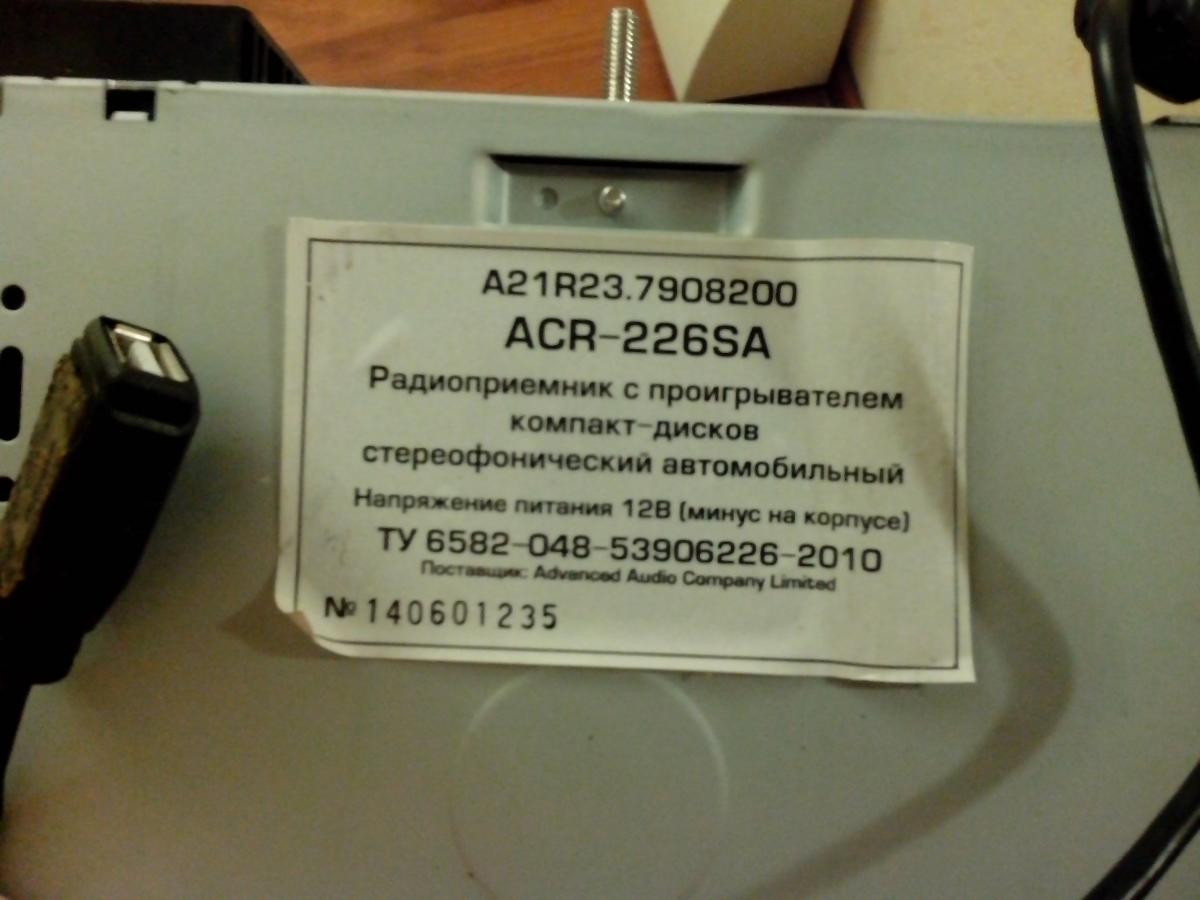 A21R23.7908200
ACR-226SA
Радиоприемник с проигрывателем
компакт-дисков
стереофонический автомобильный
Напряжение питания 12В (минус на корпусе)
ТУ 6582-048-53906226-2010
Поставщик: Advanced Audio Company Limited
№ 140601235